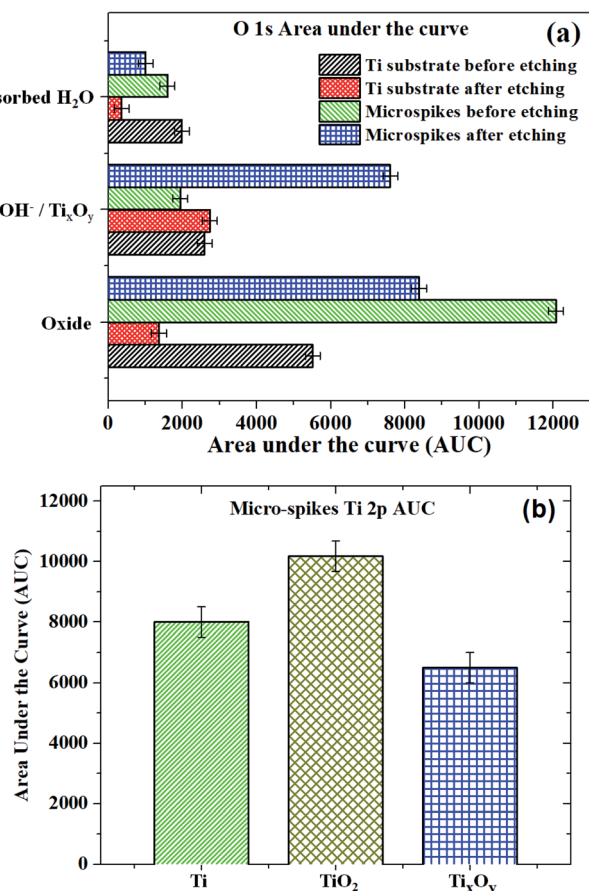 O 1s Area under the curve
(a)
Ti substrate before etching
Ti substrate after etching
Microspikes before etching
Microspikes after etching
sorbed H₂O
OH⁻ / TiₓOᵧ
Oxide
0 2000 4000 6000 8000 10000 12000
Area under the curve (AUC)
Micro-spikes Ti 2p AUC
(b)
12000
10000
8000
6000
4000
2000
0
Area Under the Curve (AUC)
Ti TiO₂ TiₓOᵧ